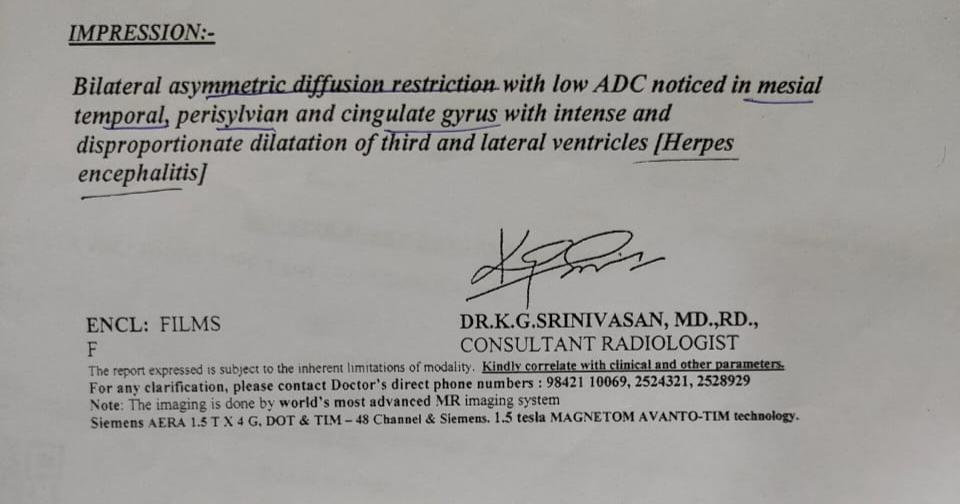 IMPRESSION:-
Bilateral asymmetric diffusion restriction with low ADC noticed in mesial
temporal, perisylvian and cingulate gyrus with intense and
disproportionate dilatation of third and lateral ventricles [Herpes
encephalitis]
ENCL: FILMS
F
DR.K.G.SRINIVASAN, MD.,RD.,
CONSULTANT RADIOLOGIST
The report expressed is subject to the inherent limitations of modality. Kindly correlate with clinical and other parameters.
For any clarification, please contact Doctor's direct phone numbers : 98421 10069, 2524321, 2528929
Note: The imaging is done by world's most advanced MR imaging system
Siemens AERA 1.5 T X 4 G, DOT & TIM – 48 Channel & Siemens. 1.5 tesla MAGNETOM AVANTO-TIM technology.